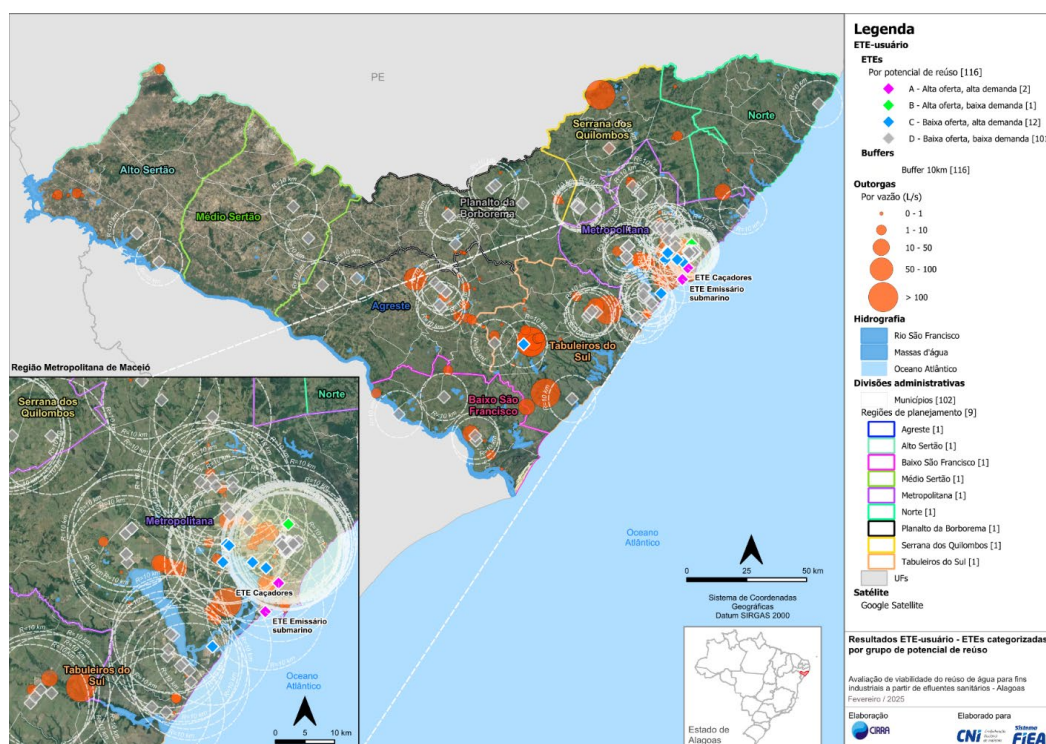 PE
Alto Sertão
Médio Sertão
Planalto da
Borborema
Serrana dos
Quilombos
Norte
Metropolitana
Agreste
Tabuleiros do
Sul
Baixo São
Francisco
ETE Caçadores
ETE Emissário
submarino
R=10 km
Oceano
Atlântico
0 25 50 km
Sistema de Coordenadas
Geográficas
Datum SIRGAS 2000
Estado de
Alagoas
Região Metropolitana de Maceió
Serrana dos
Quilombos
Norte
Metropolitana
ETE Caçadores
ETE Emissário
submarino
Tabuleiros do
Sul
Oceano
Atlântico
0 5 10 km
Legenda
ETE-usuário
ETEs
Por potencial de reúso [116]
A - Alta oferta, alta demanda [2]
B - Alta oferta, baixa demanda [1]
C - Baixa oferta, alta demanda [12]
D - Baixa oferta, baixa demanda [101
Buffers
Buffer 10km [116]
Outorgas
Por vazão (L/s)
0 - 1
1 - 10
10 - 50
50 - 100
> 100
Hidrografia
Rio São Francisco
Massas d'água
Oceano Atlântico
Divisões administrativas
Municípios [102]
Regiões de planejamento [9]
Agreste [1]
Alto Sertão [1]
Baixo São Francisco [1]
Médio Sertão [1]
Metropolitana [1]
Norte [1]
Planalto da Borborema [1]
Serrana dos Quilombos [1]
Tabuleiros do Sul [1]
UFs
Satélite
Google Satellite
Resultados ETE-usuário - ETEs categorizadas
por grupo de potencial de reúso
Avaliação de viabilidade do reúso de água para fins
industriais a partir de efluentes sanitários - Alagoas
Fevereiro / 2025
Elaboração
CIRRA
Elaborado para
CNI
Sistema
FIEA